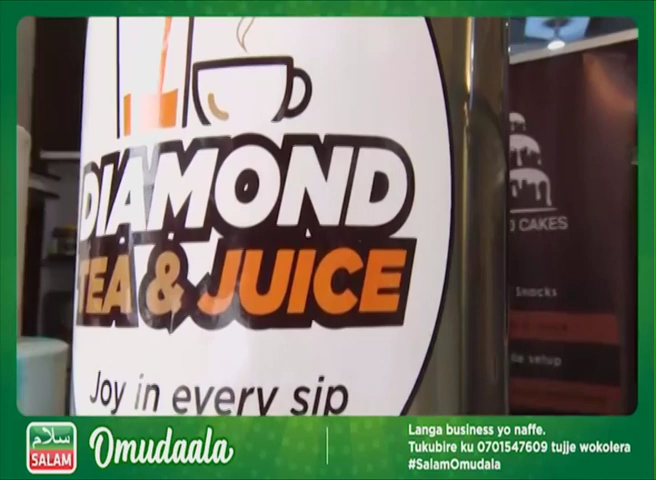 DIAMOND
TEA & JUICE
Joy in every sip
CAKES
Snacks
setup
سلام
SALAM
Omudaala
Langa business yo naffe.
Tukubire ku 0701547609 tujje wokolera
#SalamOmudala